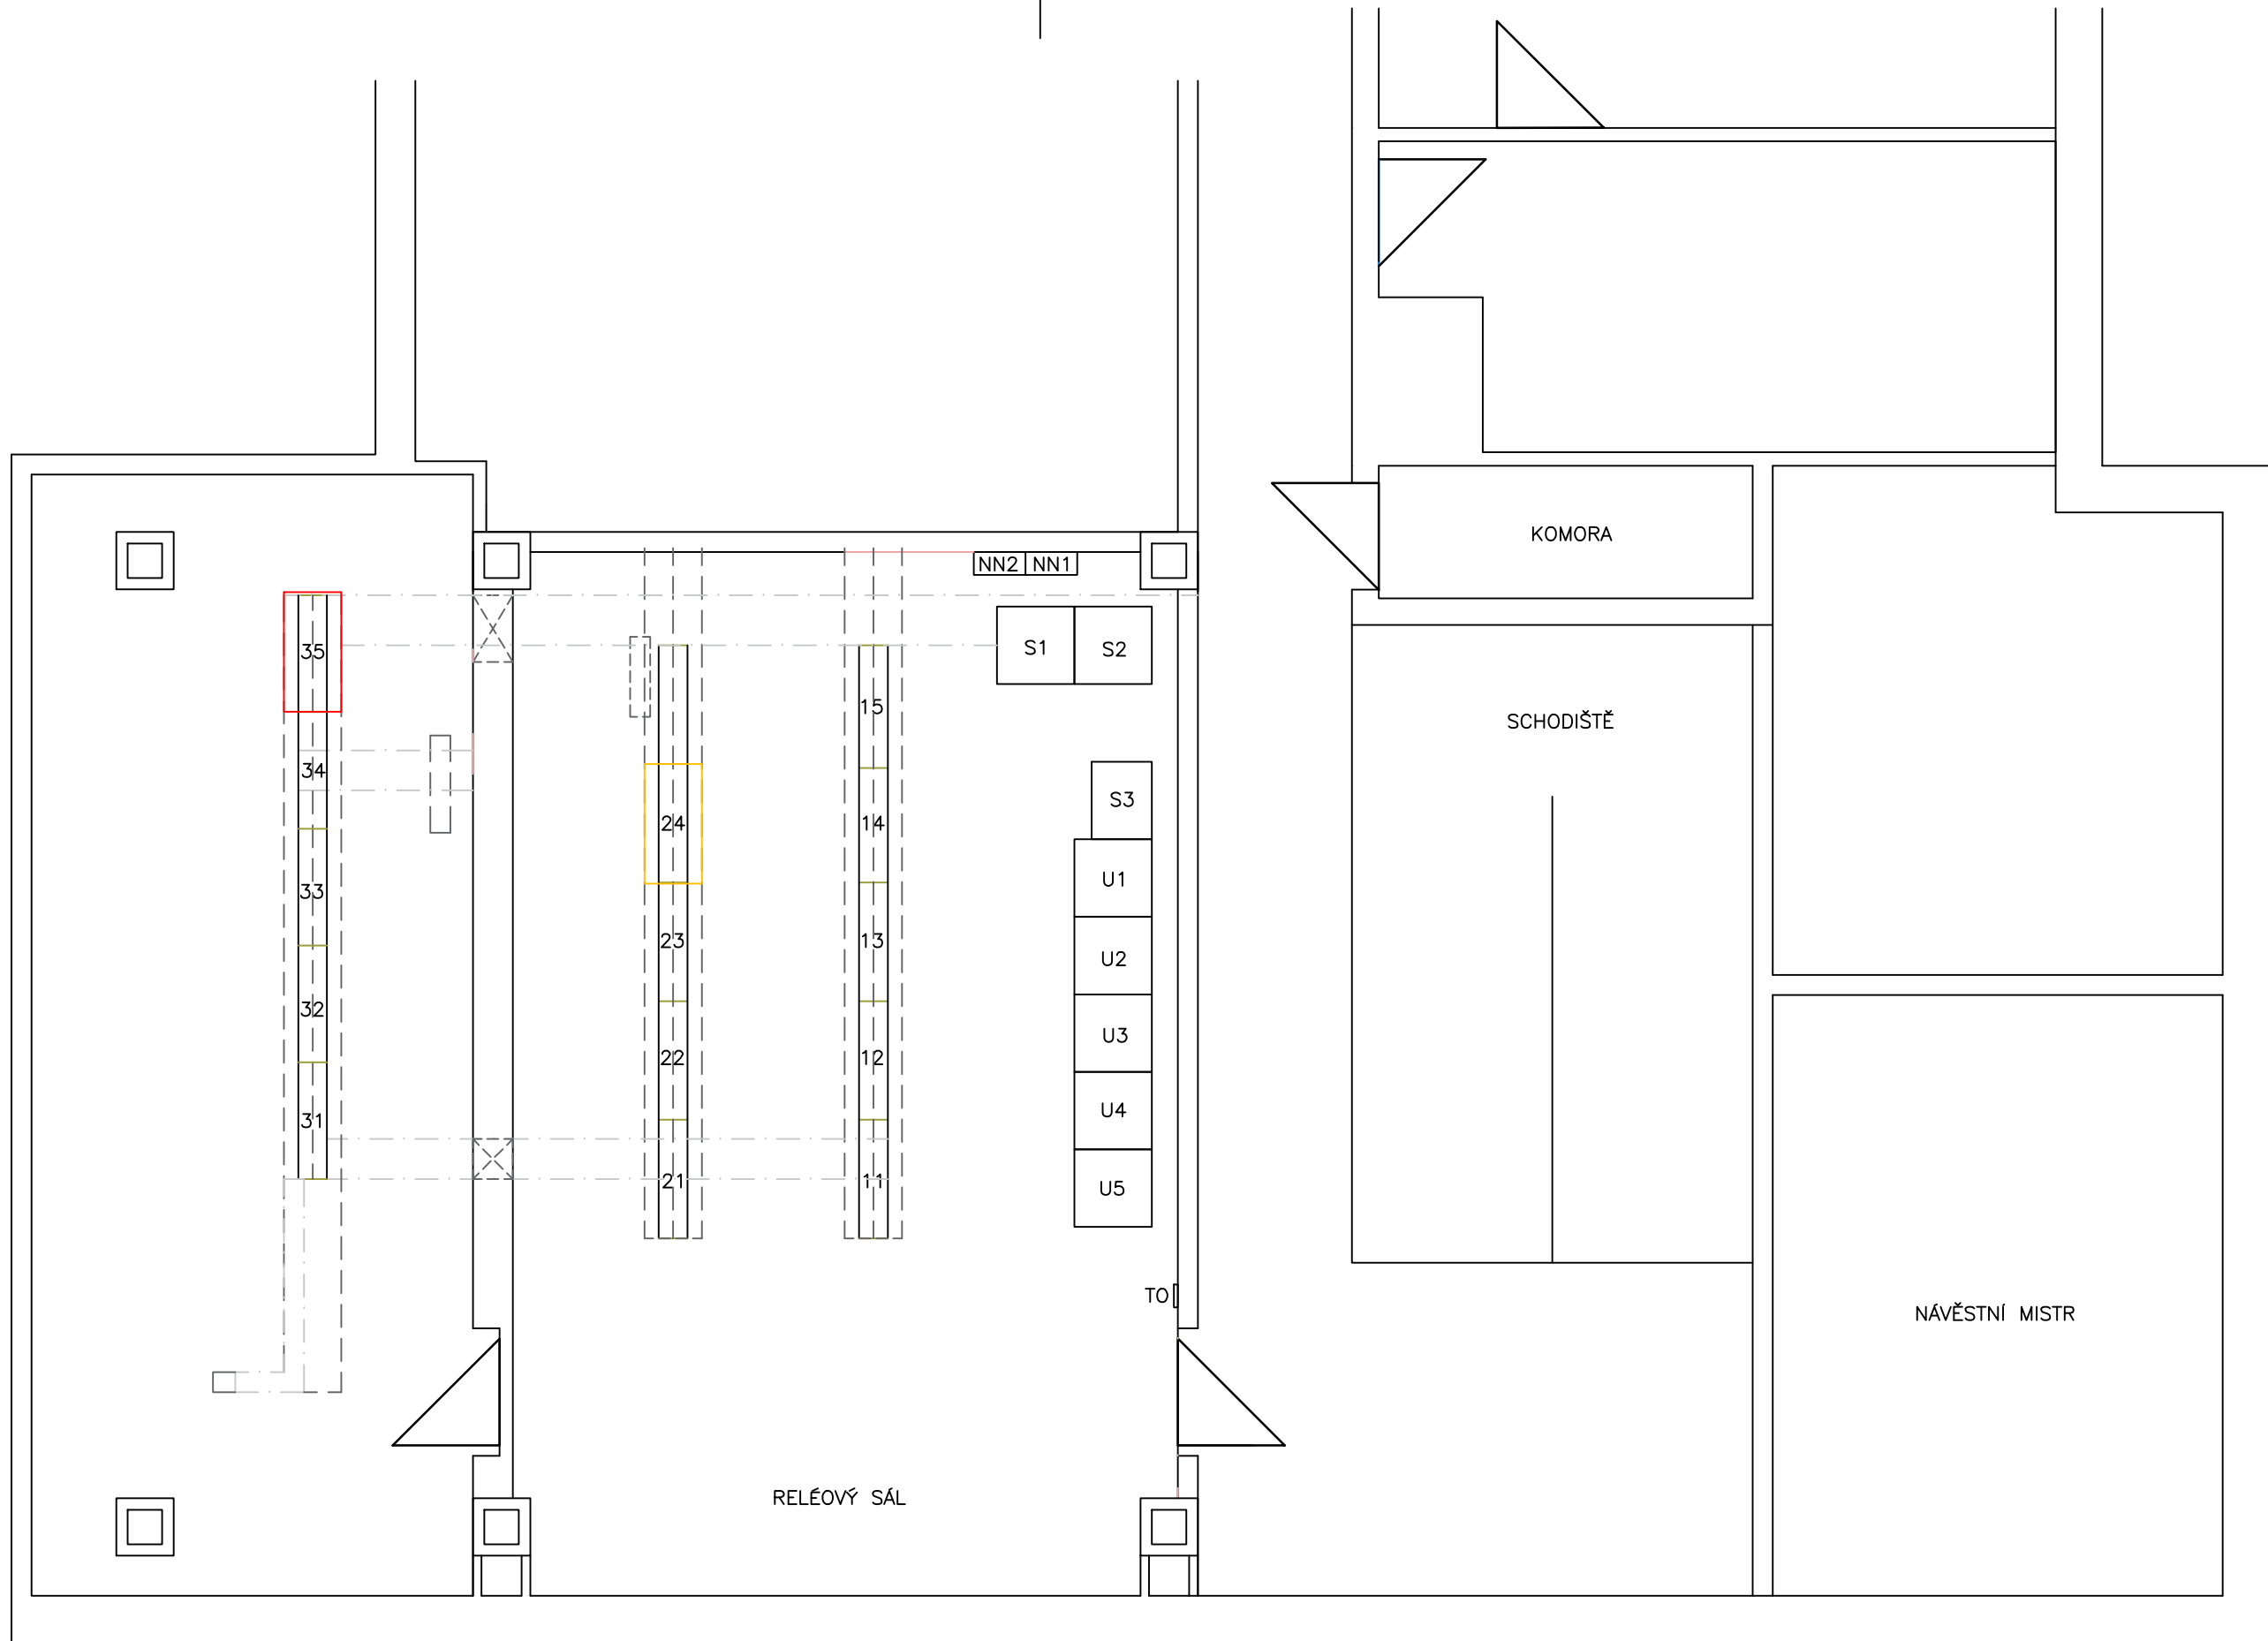 KOMORA
NN2 NN1
35
S1
S2
15
SCHODIŠTĚ
34
S3
24
14
33
U1
23
13
U2
32
U3
22
12
31
U4
21
11
U5
TO
NÁVĚSTNÍ MISTR
RELÉOVÝ SÁL